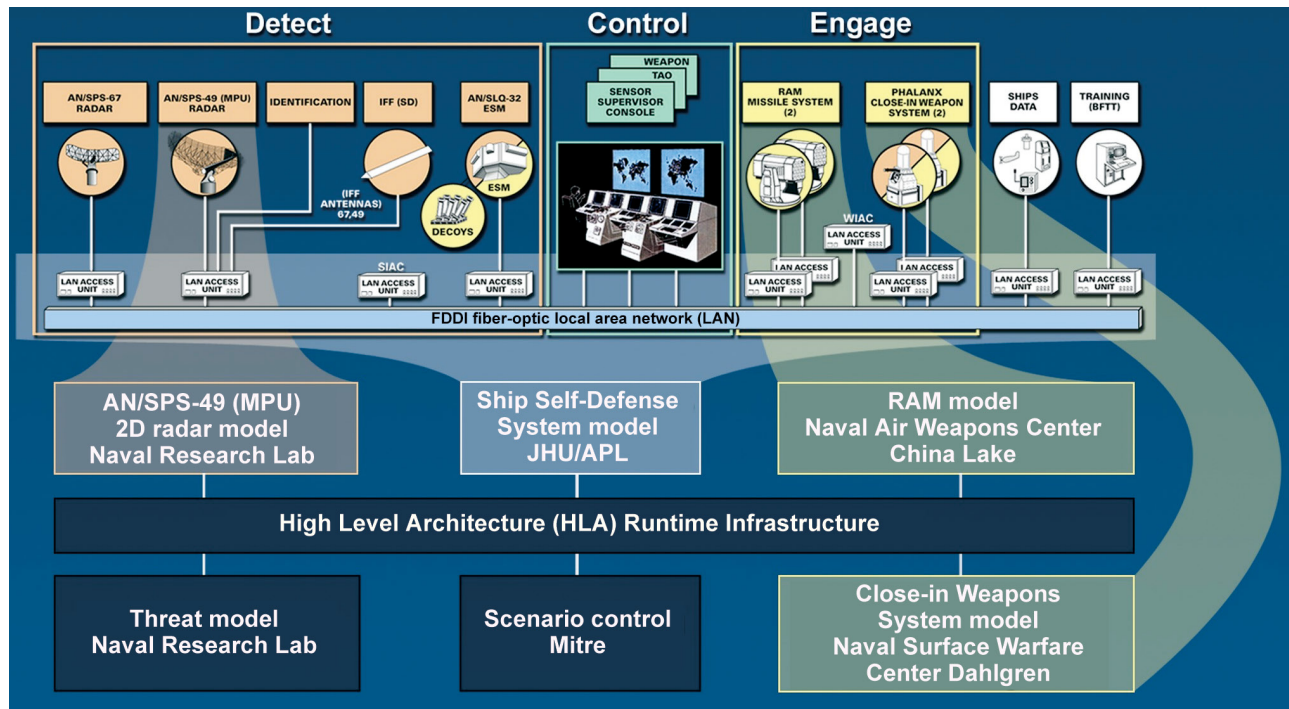 Detect
Control
Engage
AN/SPS-67
RADAR
AN/SPS-49 (MPU)
RADAR
IDENTIFICATION
IFF (SD)
AN/SLQ-32
ESM
WEAPON
TAO
SENSOR
SUPERVISOR
CONSOLE
RAM
MISSILE SYSTEM
(2)
PHALANX
CLOSE-IN WEAPON
SYSTEM (2)
SHIPS
DATA
TRAINING
(BFTT)
(IFF
ANTENNAS)
67,49
ESM
DECOYS
WIAC
LAN ACCESS
UNIT
SIAC
LAN ACCESS
UNIT
LAN ACCESS
UNIT
LAN ACCESS
UNIT
LAN ACCESS
UNIT
LAN ACCESS
LAN ACCESS
UNIT
LAN ACCESS
LAN ACCESS
UNIT
LAN ACCESS
UNIT
LAN ACCESS
UNIT
FDDI fiber-optic local area network (LAN)
AN/SPS-49 (MPU)
2D radar model
Naval Research Lab
Ship Self-Defense
System model
JHU/APL
RAM model
Naval Air Weapons Center
China Lake
High Level Architecture (HLA) Runtime Infrastructure
Threat model
Naval Research Lab
Scenario control
Mitre
Close-in Weapons
System model
Naval Surface Warfare
Center Dahlgren